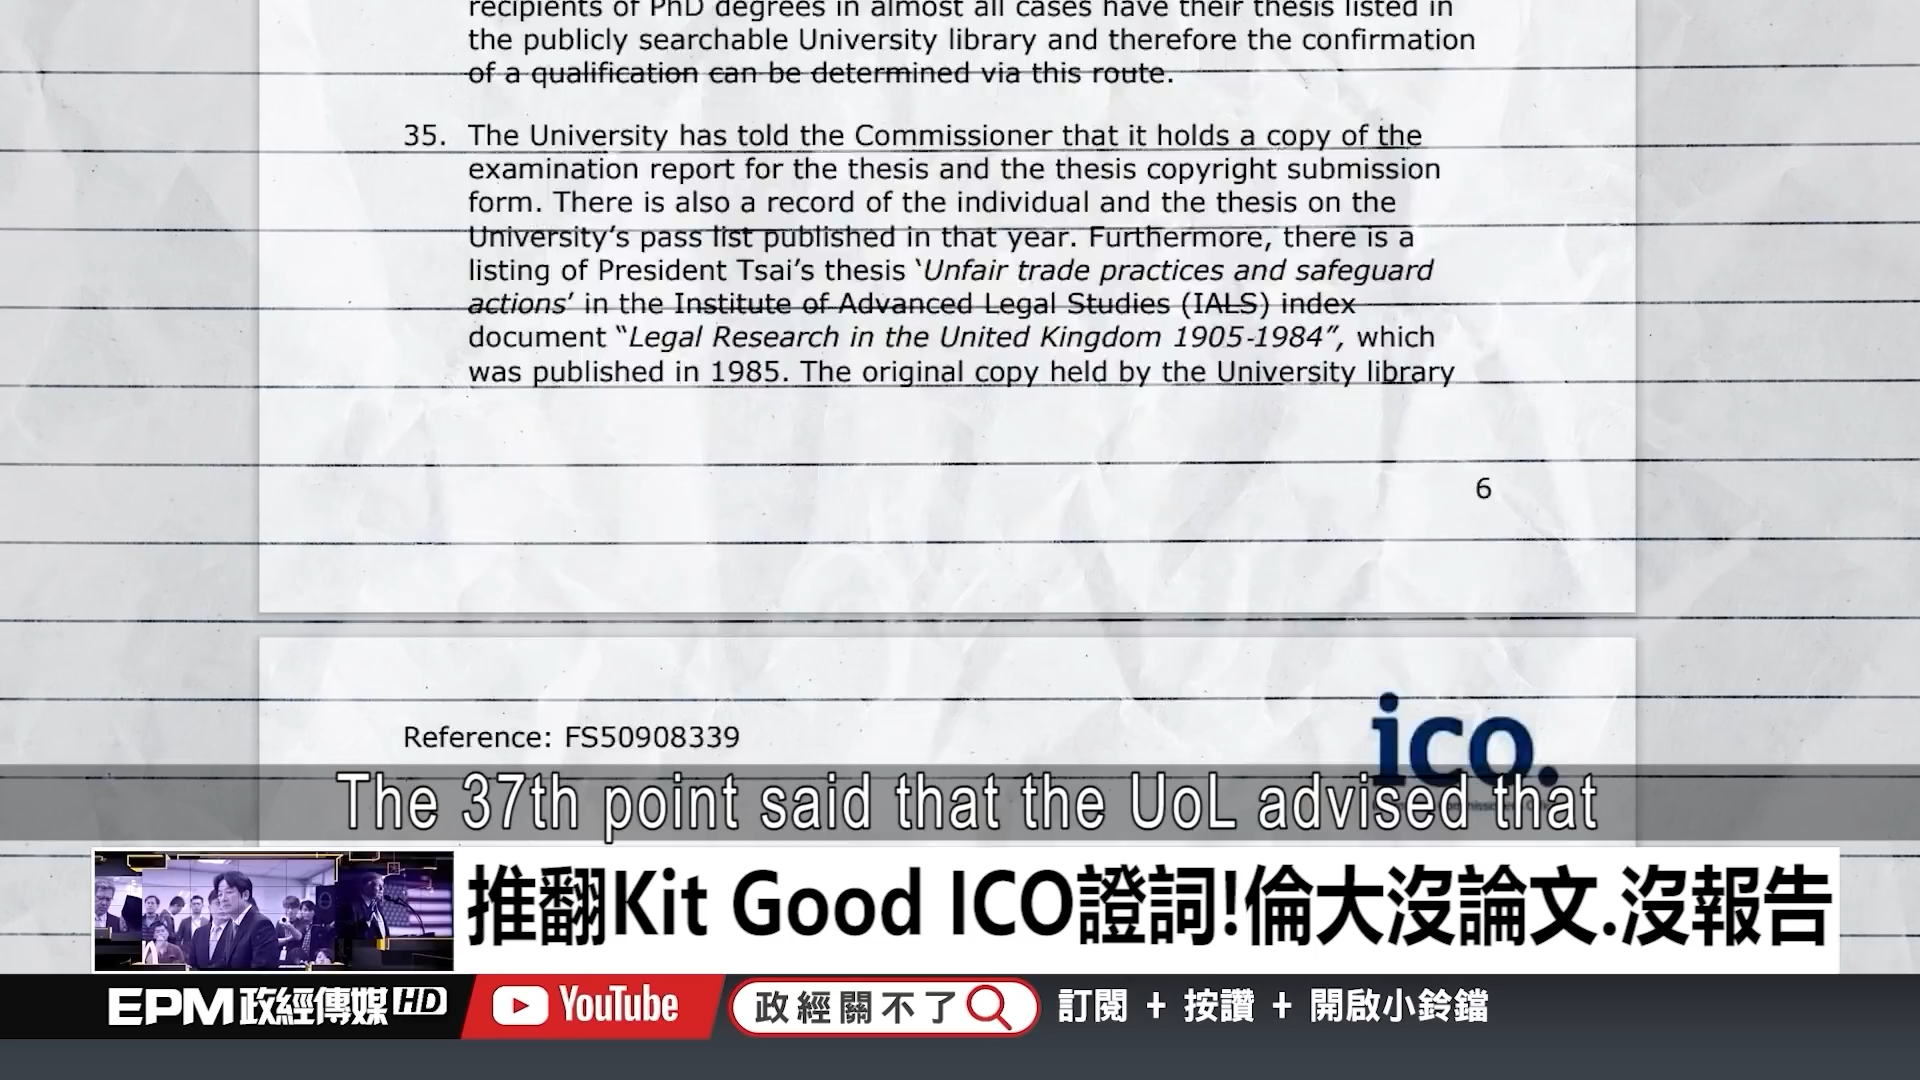 recipients of PhD degrees in almost all cases have their thesis listed in
the publicly searchable University library and therefore the confirmation
of a qualification can be determined via this route.
35. The University has told the Commissioner that it holds a copy of the
examination report for the thesis and the thesis copyright submission
form. There is also a record of the individual and the thesis on the
University’s pass list published in that year. Furthermore, there is a
listing of President Tsai’s thesis ‘Unfair trade practices and safeguard
actions’ in the Institute of Advanced Legal Studies (IALS) index
document “Legal Research in the United Kingdom 1905-1984”, which
was published in 1985. The original copy held by the University library
6
ico.
Reference: FS50908339
The 37th point said that the UoL advised that
推翻Kit Good ICO證詞!倫大沒論文.沒報告
EPM政經傳媒HD YouTube 政經關不了 訂閱 + 按讚 + 開啟小鈴鐺